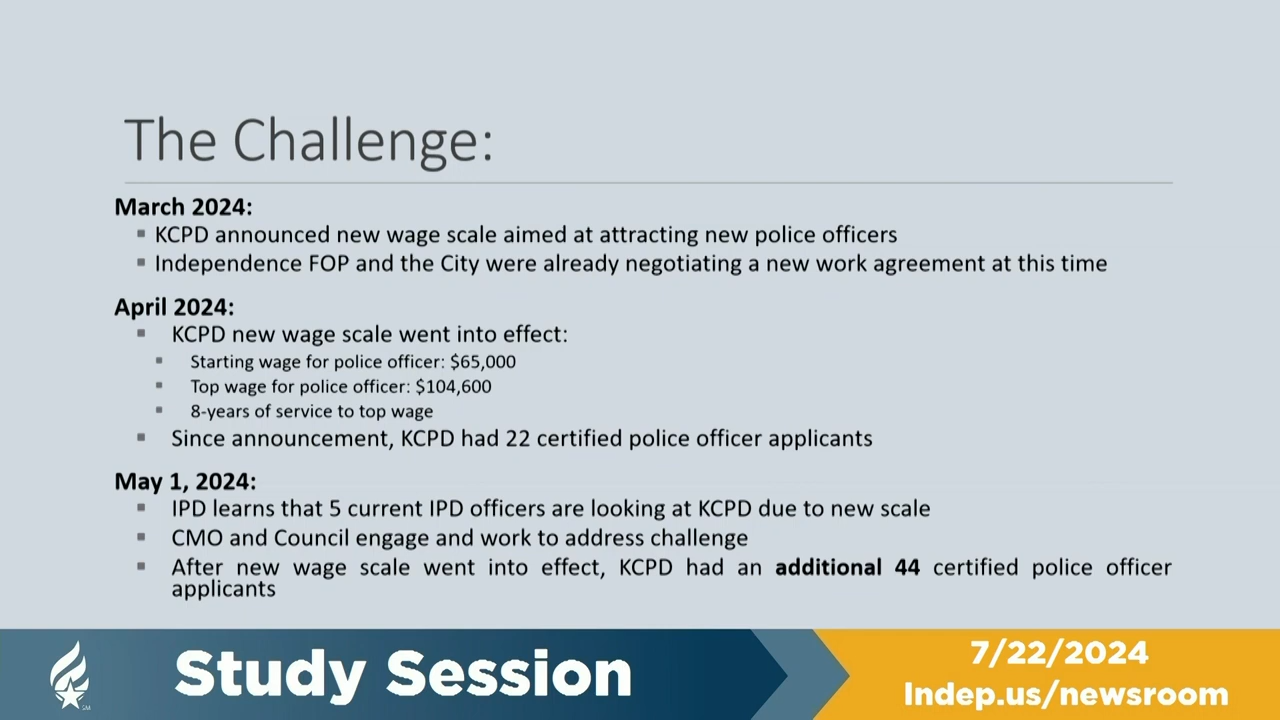 The Challenge:
March 2024:
▪ KCPD announced new wage scale aimed at attracting new police officers
▪ Independence FOP and the City were already negotiating a new work agreement at this time
April 2024:
▪ KCPD new wage scale went into effect:
▪ Starting wage for police officer: $65,000
▪ Top wage for police officer: $104,600
▪ 8-years of service to top wage
▪ Since announcement, KCPD had 22 certified police officer applicants
May 1, 2024:
▪ IPD learns that 5 current IPD officers are looking at KCPD due to new scale
▪ CMO and Council engage and work to address challenge
▪ After new wage scale went into effect, KCPD had an additional 44 certified police officer
applicants
Study Session
7/22/2024
Indep.us/newsroom
SM